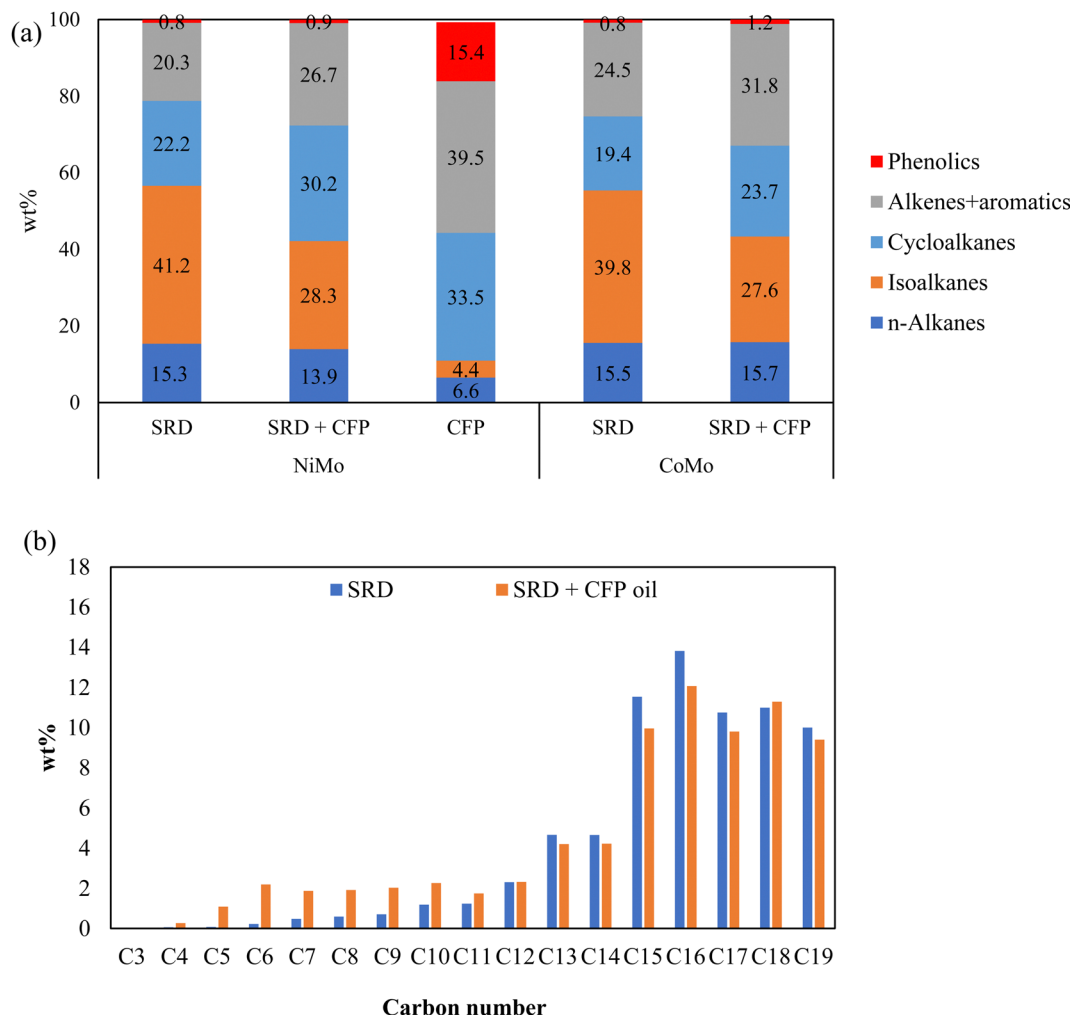 (a)
100
80
60
40
20
0
wt%
0.8
20.3
22.2
41.2
15.3
0.9
26.7
30.2
28.3
13.9
15.4
39.5
33.5
4.4
6.6
0.8
24.5
19.4
39.8
15.5
1.2
31.8
23.7
27.6
15.7
SRD SRD + CFP CFP SRD SRD + CFP
NiMo CoMo
Phenolics
Alkenes+aromatics
Cycloalkanes
Isoalkanes
n-Alkanes
(b)
18
16
14
12
10
8
6
4
2
0
wt%
SRD SRD + CFP oil
C3 C4 C5 C6 C7 C8 C9 C10 C11 C12 C13 C14 C15 C16 C17 C18 C19
Carbon number